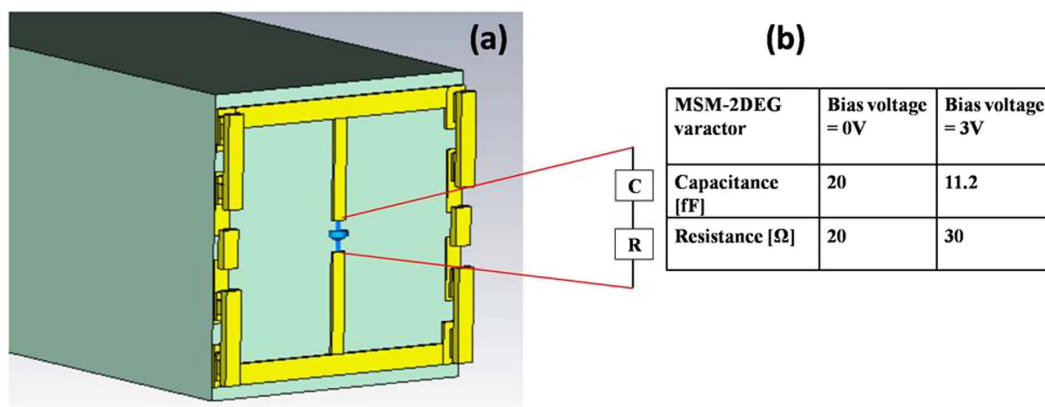 (a)
(b)
C
R
MSM-2DEG
varactor
Bias voltage
= 0V
Bias voltage
= 3V
Capacitance
[fF]
20
11.2
Resistance [Ω]
20
30